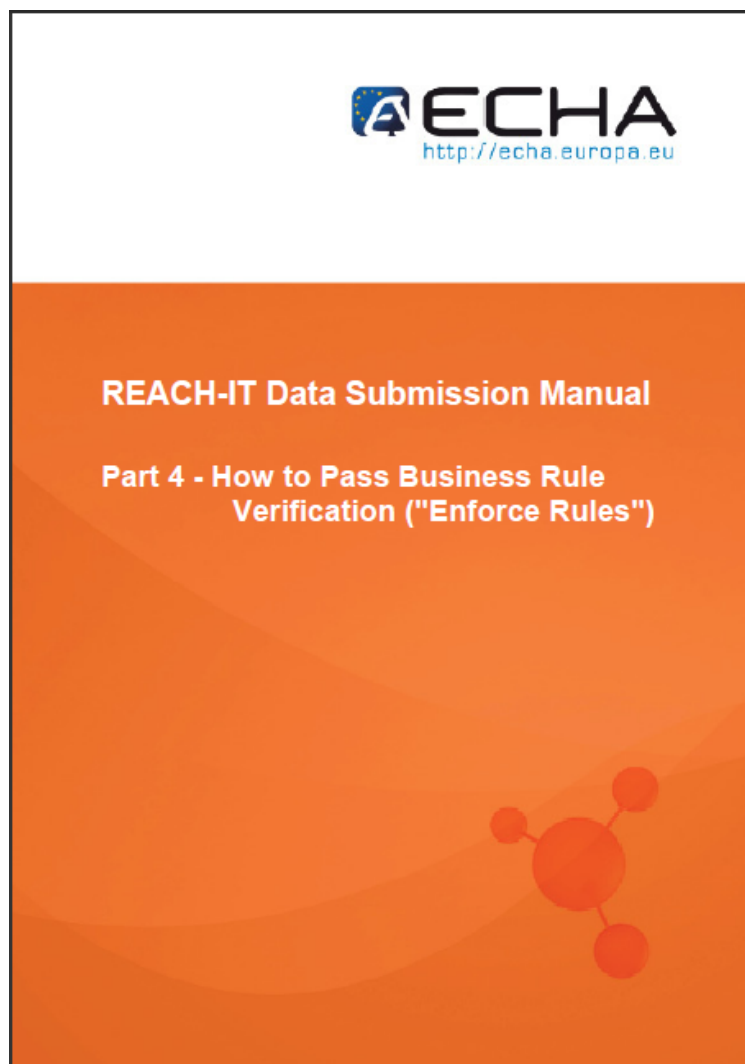 ECHA
http://echa.europa.eu
REACH-IT Data Submission Manual
Part 4 - How to Pass Business Rule
Verification ("Enforce Rules")